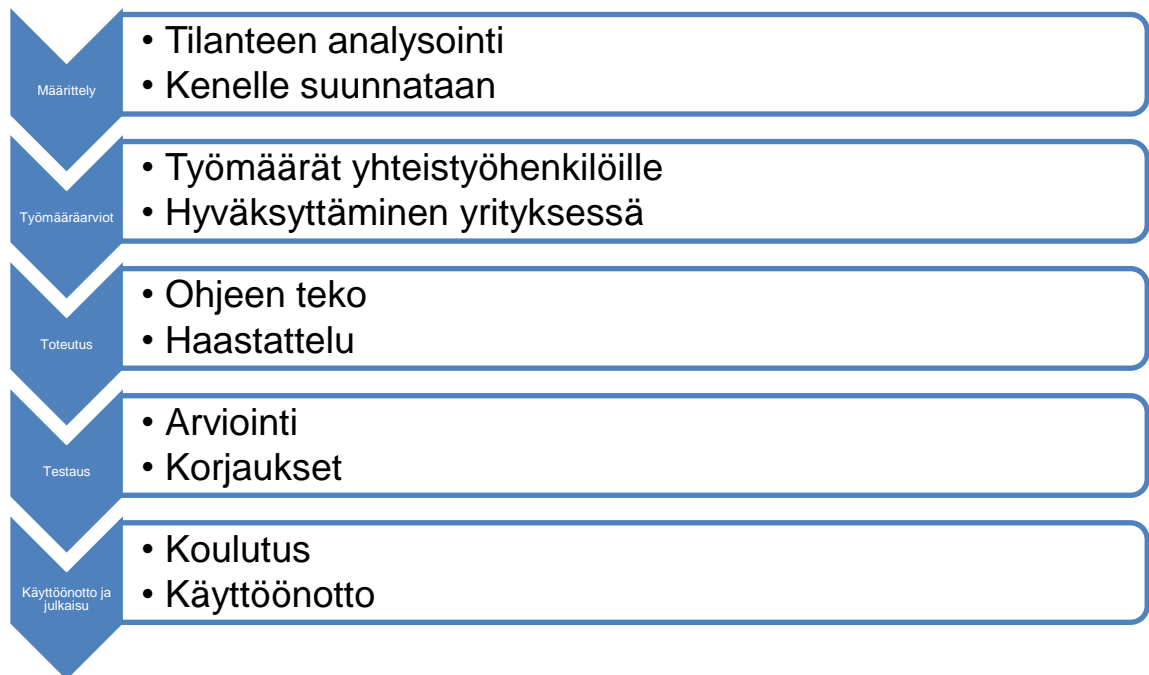 Määrittely
• Tilanteen analysointi
• Kenelle suunnataan
Työmääräarviot
• Työmäärät yhteistyöhenkilöille
• Hyväksyttäminen yrityksessä
Toteutus
• Ohjeen teko
• Haastattelu
Testaus
• Arviointi
• Korjaukset
Käyttöönotto ja
julkaisu
• Koulutus
• Käyttöönotto